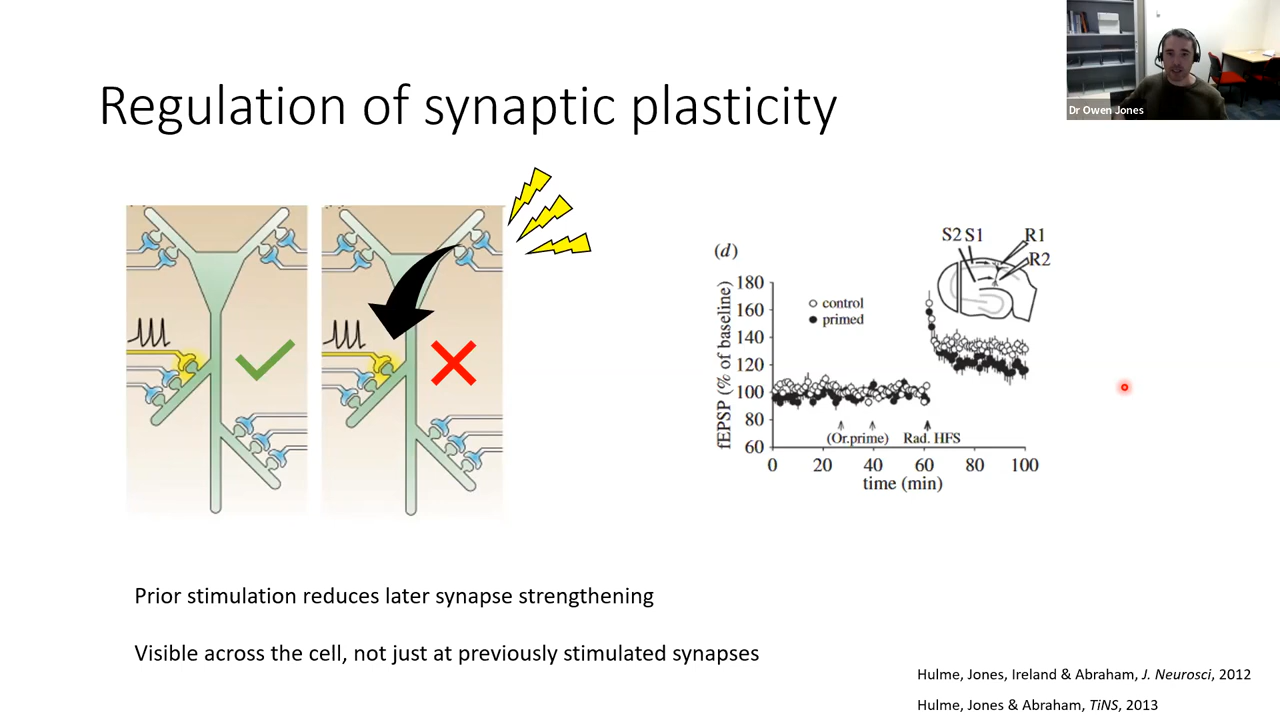 Regulation of synaptic plasticity
Dr Owen Jones
(d)
S2 S1
R1
R2
180
160
140
120
100
80
60
fEPSP (% of baseline)
control
primed
(Or.prime)
Rad. HFS
0 20 40 60 80 100
time (min)
Prior stimulation reduces later synapse strengthening
Visible across the cell, not just at previously stimulated synapses
Hulme, Jones, Ireland & Abraham, J. Neurosci, 2012
Hulme, Jones & Abraham, TiNS, 2013